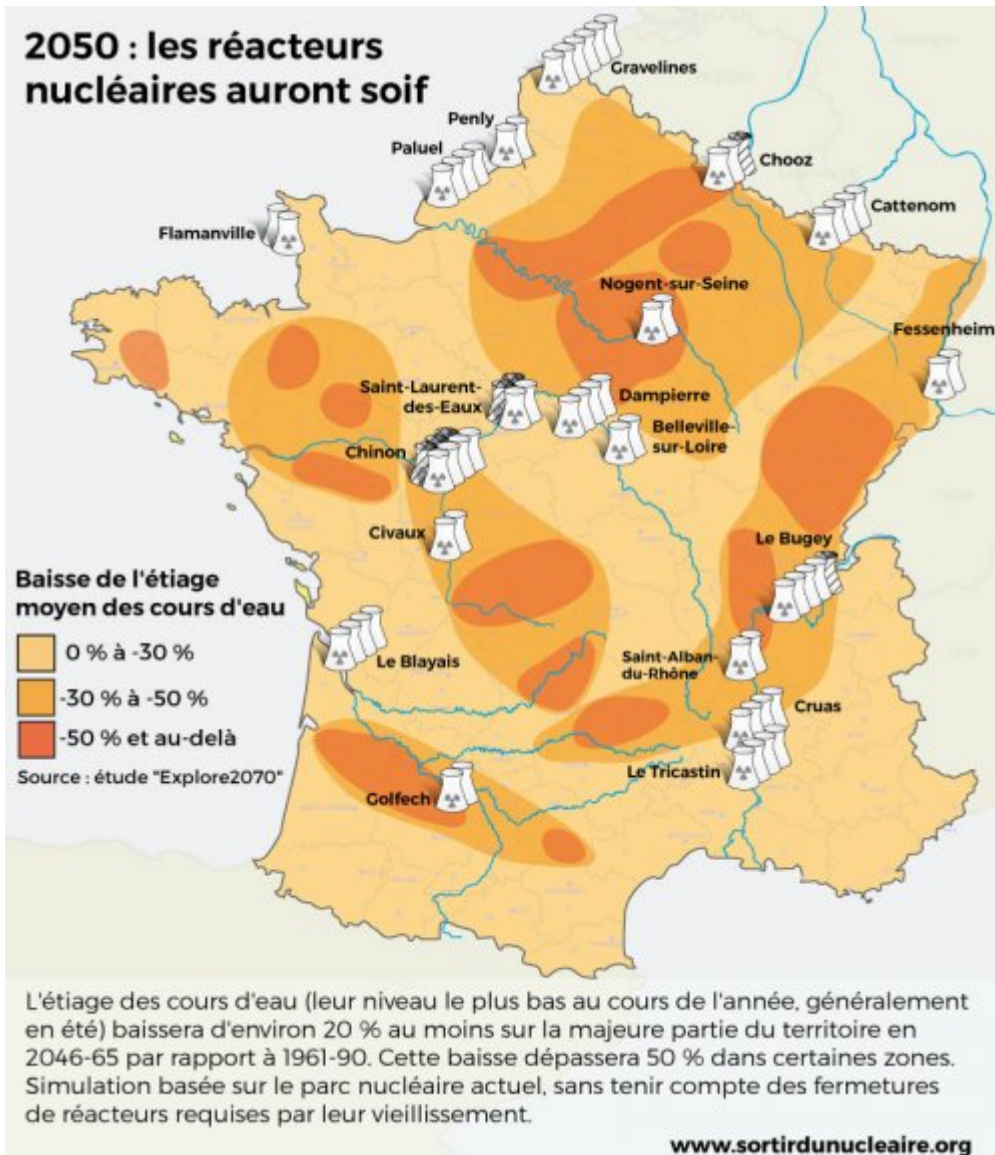 2050 : les réacteurs
nucléaires auront soif
Gravelines
Penly
Paluel
Chooz
Cattenom
Flamanville
Nogent-sur-Seine
Fessenheim
Saint-Laurent-
des-Eaux
Dampierre
Belleville-
sur-Loire
Chinon
Civaux
Le Bugey
Baisse de l'étiage
moyen des cours d'eau
0 % à -30 %
-30 % à -50 %
-50 % et au-delà
Source : étude "Explore2070"
Le Blayais
Saint-Alban-
du-Rhône
Cruas
Le Tricastin
Golfech
L'étiage des cours d'eau (leur niveau le plus bas au cours de l'année, généralement
en été) baissera d'environ 20 % au moins sur la majeure partie du territoire en
2046-65 par rapport à 1961-90. Cette baisse dépassera 50 % dans certaines zones.
Simulation basée sur le parc nucléaire actuel, sans tenir compte des fermetures
de réacteurs requises par leur vieillissement.
www.sortirdunucleaire.org